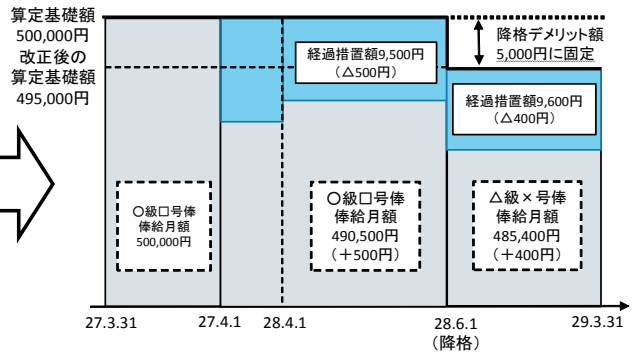 算定基礎額
500,000円
改正後の
算定基礎額
495,000円
経過措置額9,500円
（△500円）
降格デメリット額
5,000円に固定
経過措置額9,600円
（△400円）
〇級口号俸
俸給月額
500,000円
〇級口号俸
俸給月額
490,500円
（＋500円）
△級×号俸
俸給月額
485,400円
（＋400円）
27.3.31
27.4.1
28.4.1
28.6.1
（降格）
29.3.31